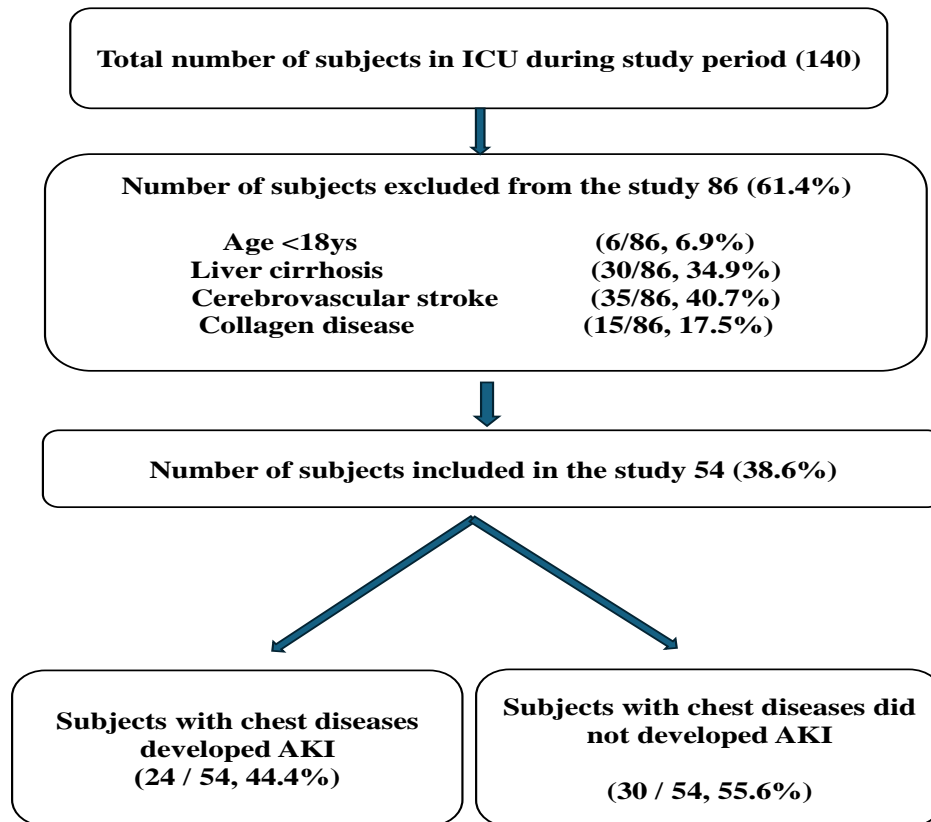 Total number of subjects in ICU during study period (140)
Number of subjects excluded from the study 86 (61.4%)
Age <18ys (6/86, 6.9%)
Liver cirrhosis (30/86, 34.9%)
Cerebrovascular stroke (35/86, 40.7%)
Collagen disease (15/86, 17.5%)
Number of subjects included in the study 54 (38.6%)
Subjects with chest diseases
developed AKI
(24 / 54, 44.4%)
Subjects with chest diseases did
not developed AKI
(30 / 54, 55.6%)